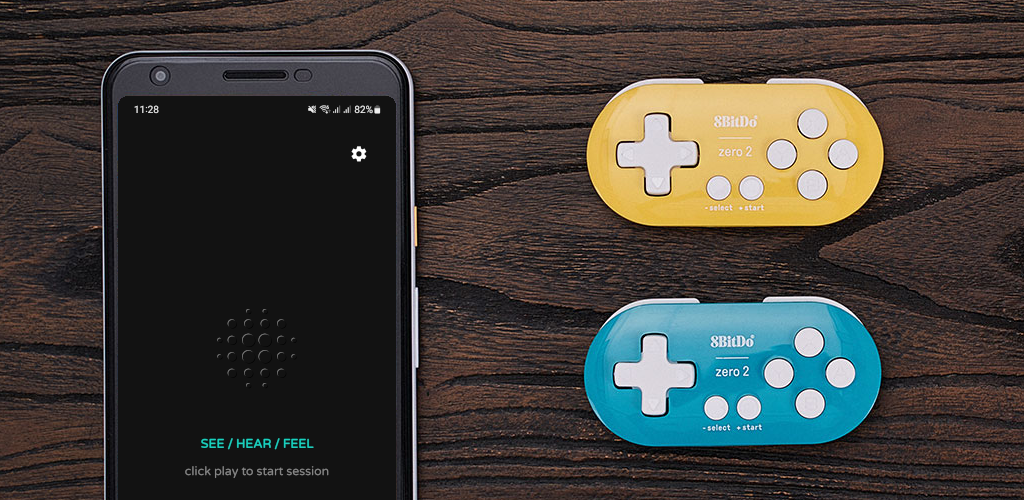 11:28
82%
SEE / HEAR / FEEL
click play to start session
8BitDo
zero 2
- select + start
8BitDo
zero 2
- select + start